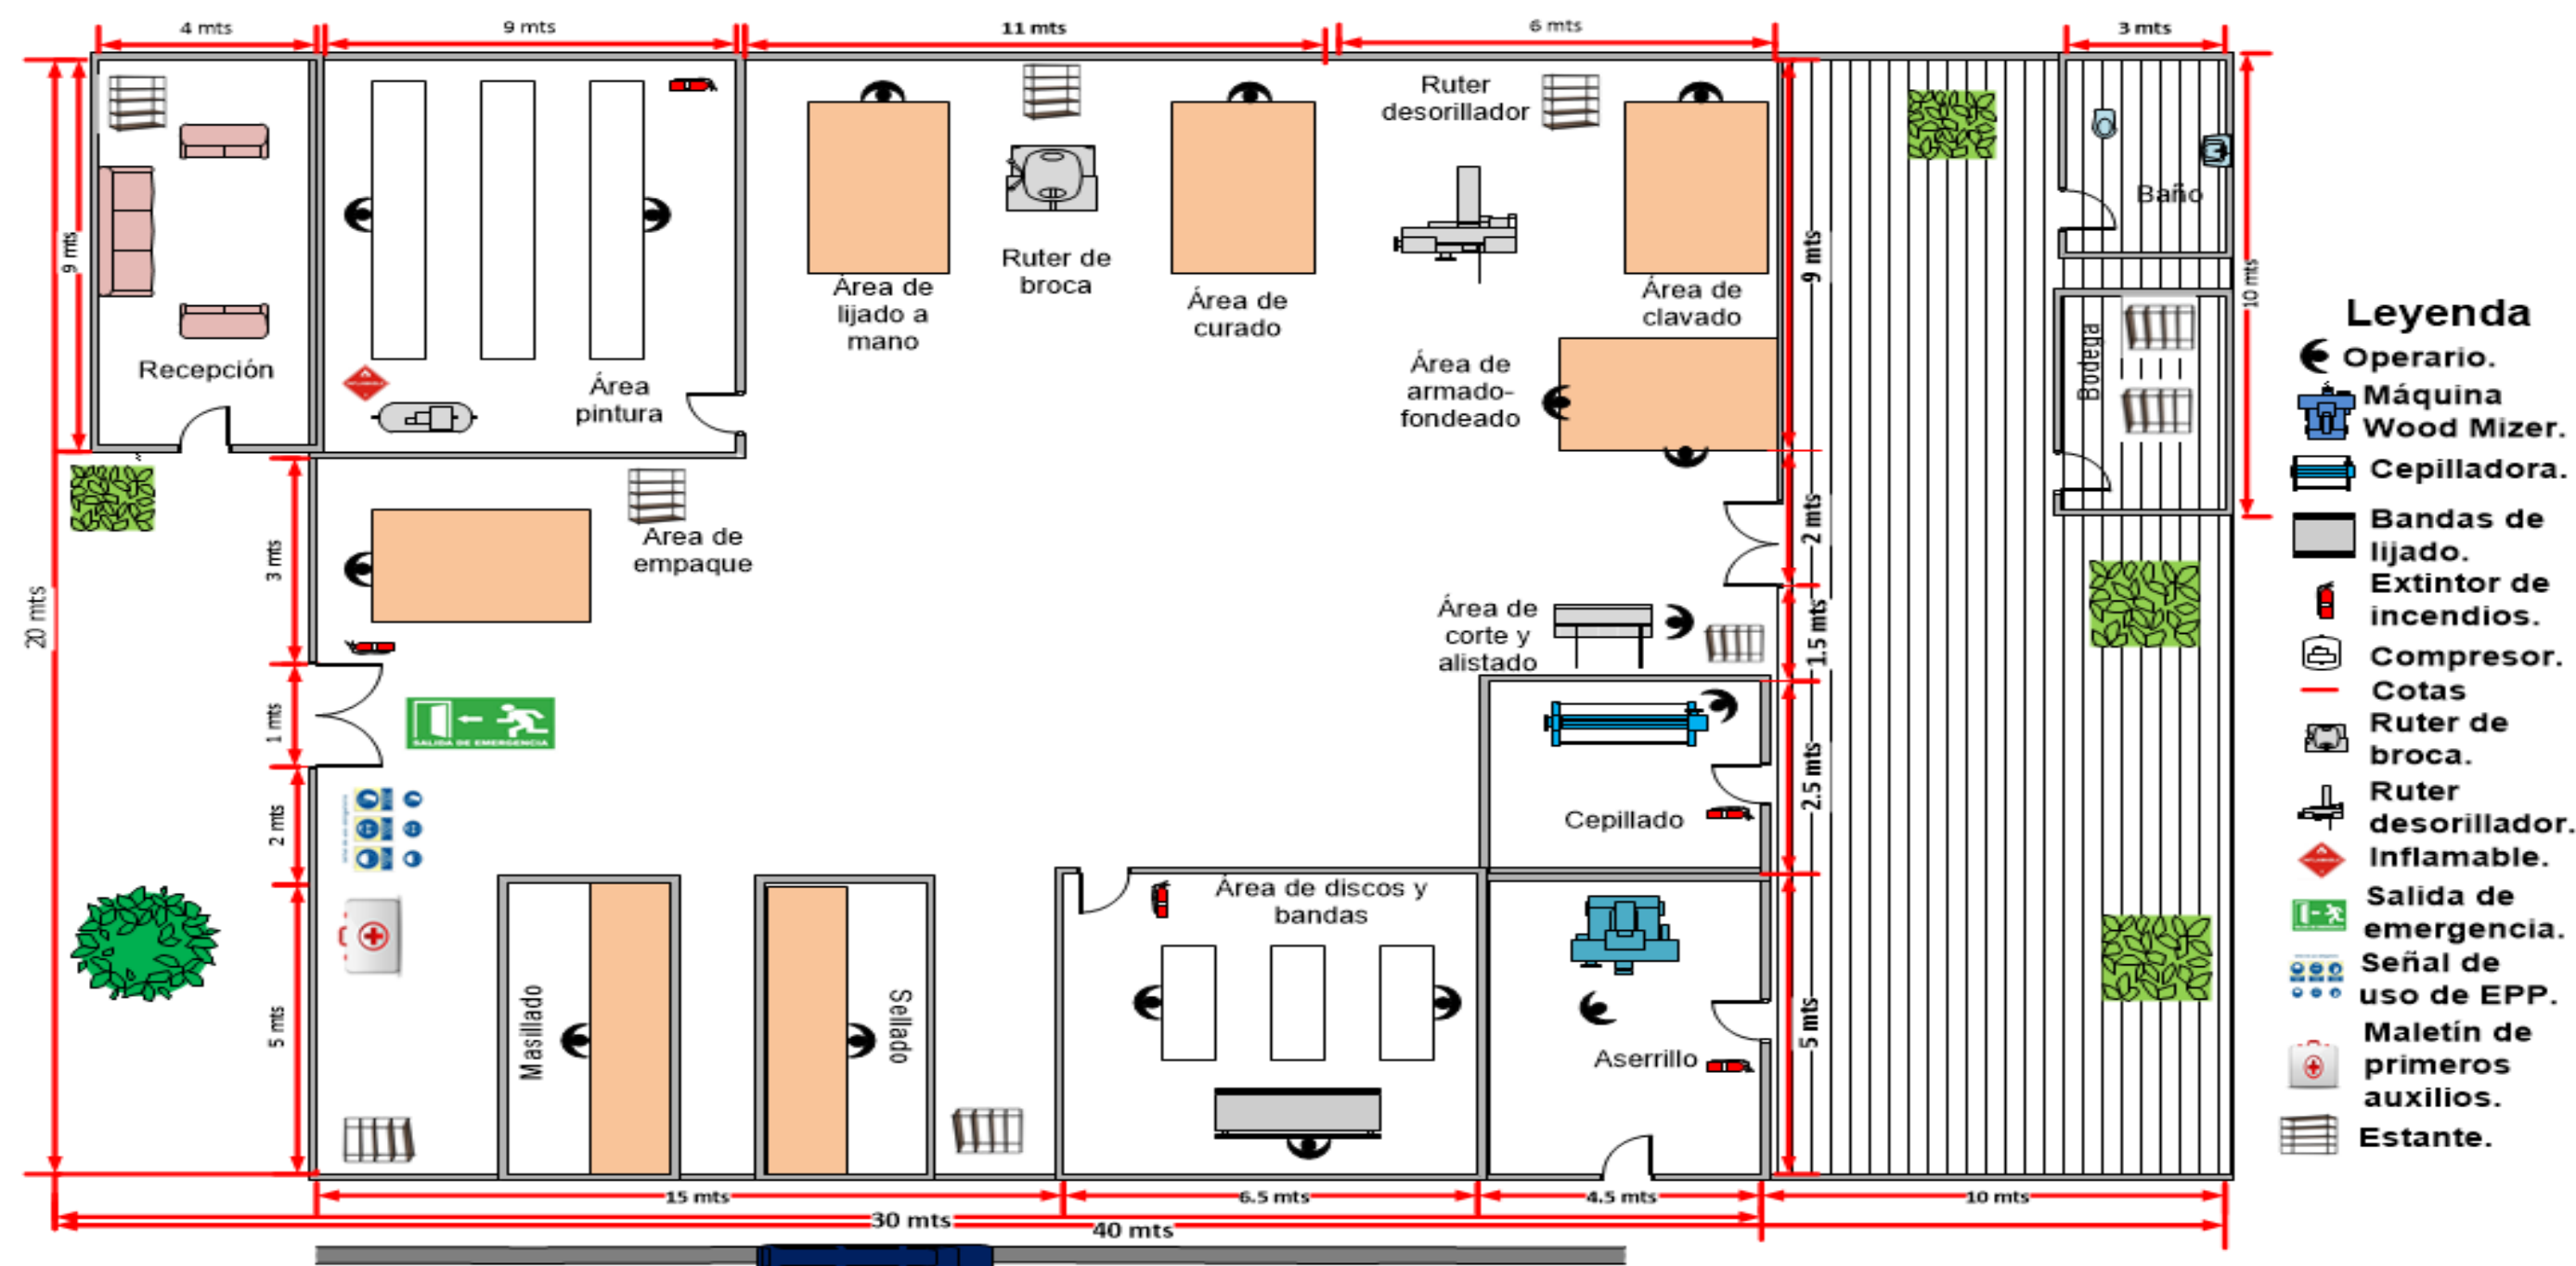 4 mts
9 mts
11 mts
6 mts
3 mts
9 mts
20 mts
Recepción
INFLAMABLE
Área
pintura
Área de
lijado a
mano
Ruter de
broca
Área de
curado
Ruter
desorillador
Área de
clavado
Área de
armado-
fondeado
9 mts
Baño
10 mts
Bodega
3 mts
Area de
empaque
2 mts
Área de
corte y
alistado
1.5 mts
1 mts
SALIDA DE EMERGENCIA
2 mts
Cepillado
2.5 mts
5 mts
Masillado
Sellado
Área de discos y
bandas
Aserrillo
5 mts
15 mts
6.5 mts
4.5 mts
10 mts
30 mts
40 mts
Leyenda
Operario.
Máquina
Wood Mizer.
Cepilladora.
Bandas de
lijado.
Extintor de
incendios.
Compresor.
Cotas
Ruter de
broca.
Ruter
desorillador.
Inflamable.
Salida de
emergencia.
Señal de
uso de EPP.
Maletín de
primeros
auxilios.
Estante.